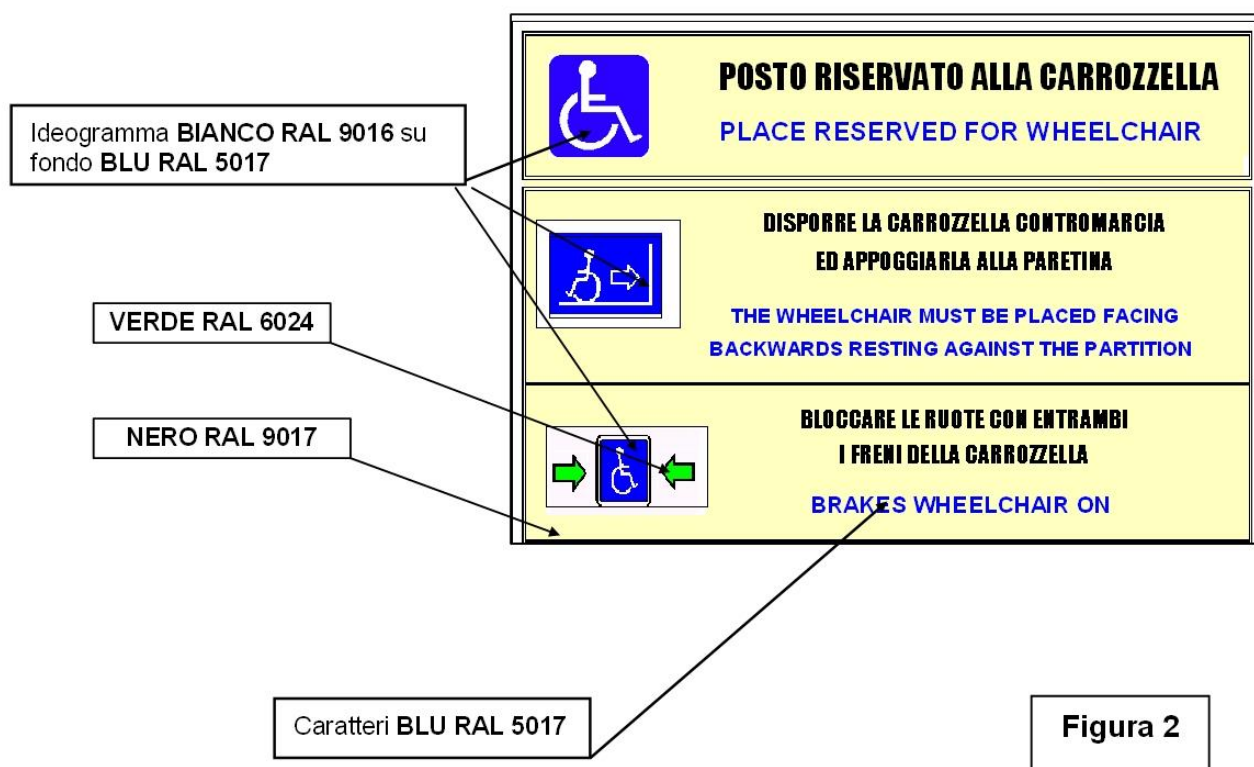 POSTO RISERVATO ALLA CARROZZELLA
PLACE RESERVED FOR WHEELCHAIR
Ideogramma BIANCO RAL 9016 su
fondo BLU RAL 5017
DISPORRE LA CARROZZELLA CONTROMARCIA
ED APPOGGIARLA ALLA PARETINA
THE WHEELCHAIR MUST BE PLACED FACING
BACKWARDS RESTING AGAINST THE PARTITION
VERDE RAL 6024
NERO RAL 9017
BLOCCARE LE RUOTE CON ENTRAMBI
I FRENI DELLA CARROZZELLA
BRAKES WHEELCHAIR ON
Caratteri BLU RAL 5017
Figura 2